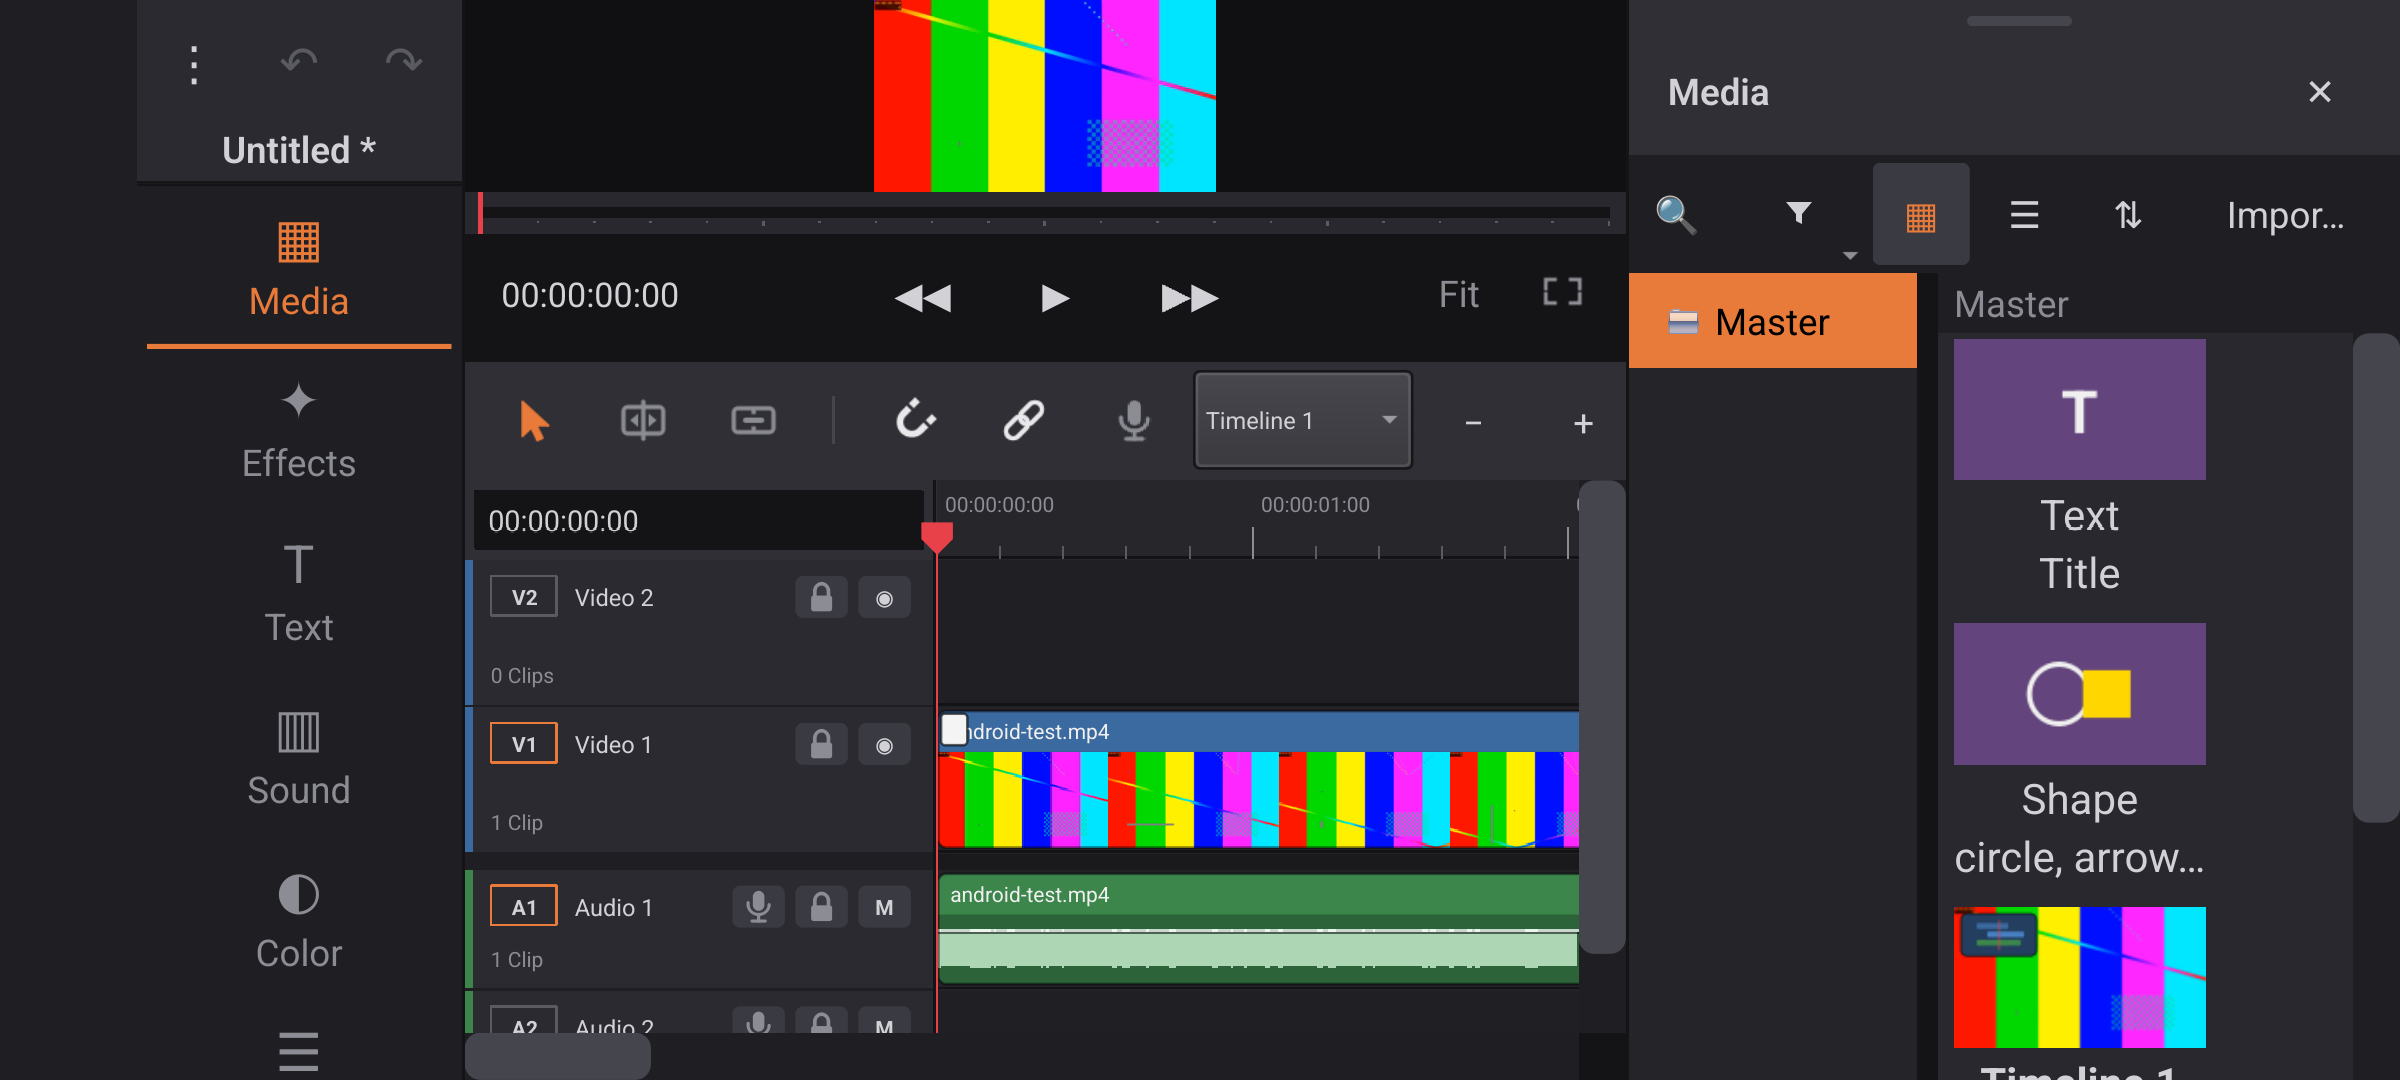 Untitled *
Media
Effects
T
Text
Sound
Color
00:00:00:00
Fit
Timeline 1
00:00:00:00
00:00:00:00
00:00:01:00
V2
Video 2
0 Clips
V1
Video 1
1 Clip
ndroid-test.mp4
A1
Audio 1
M
1 Clip
android-test.mp4
A2
Audio 2
M
Media
Impor...
Master
Master
T
Text
Title
Shape
circle, arrow...
Timeline 1